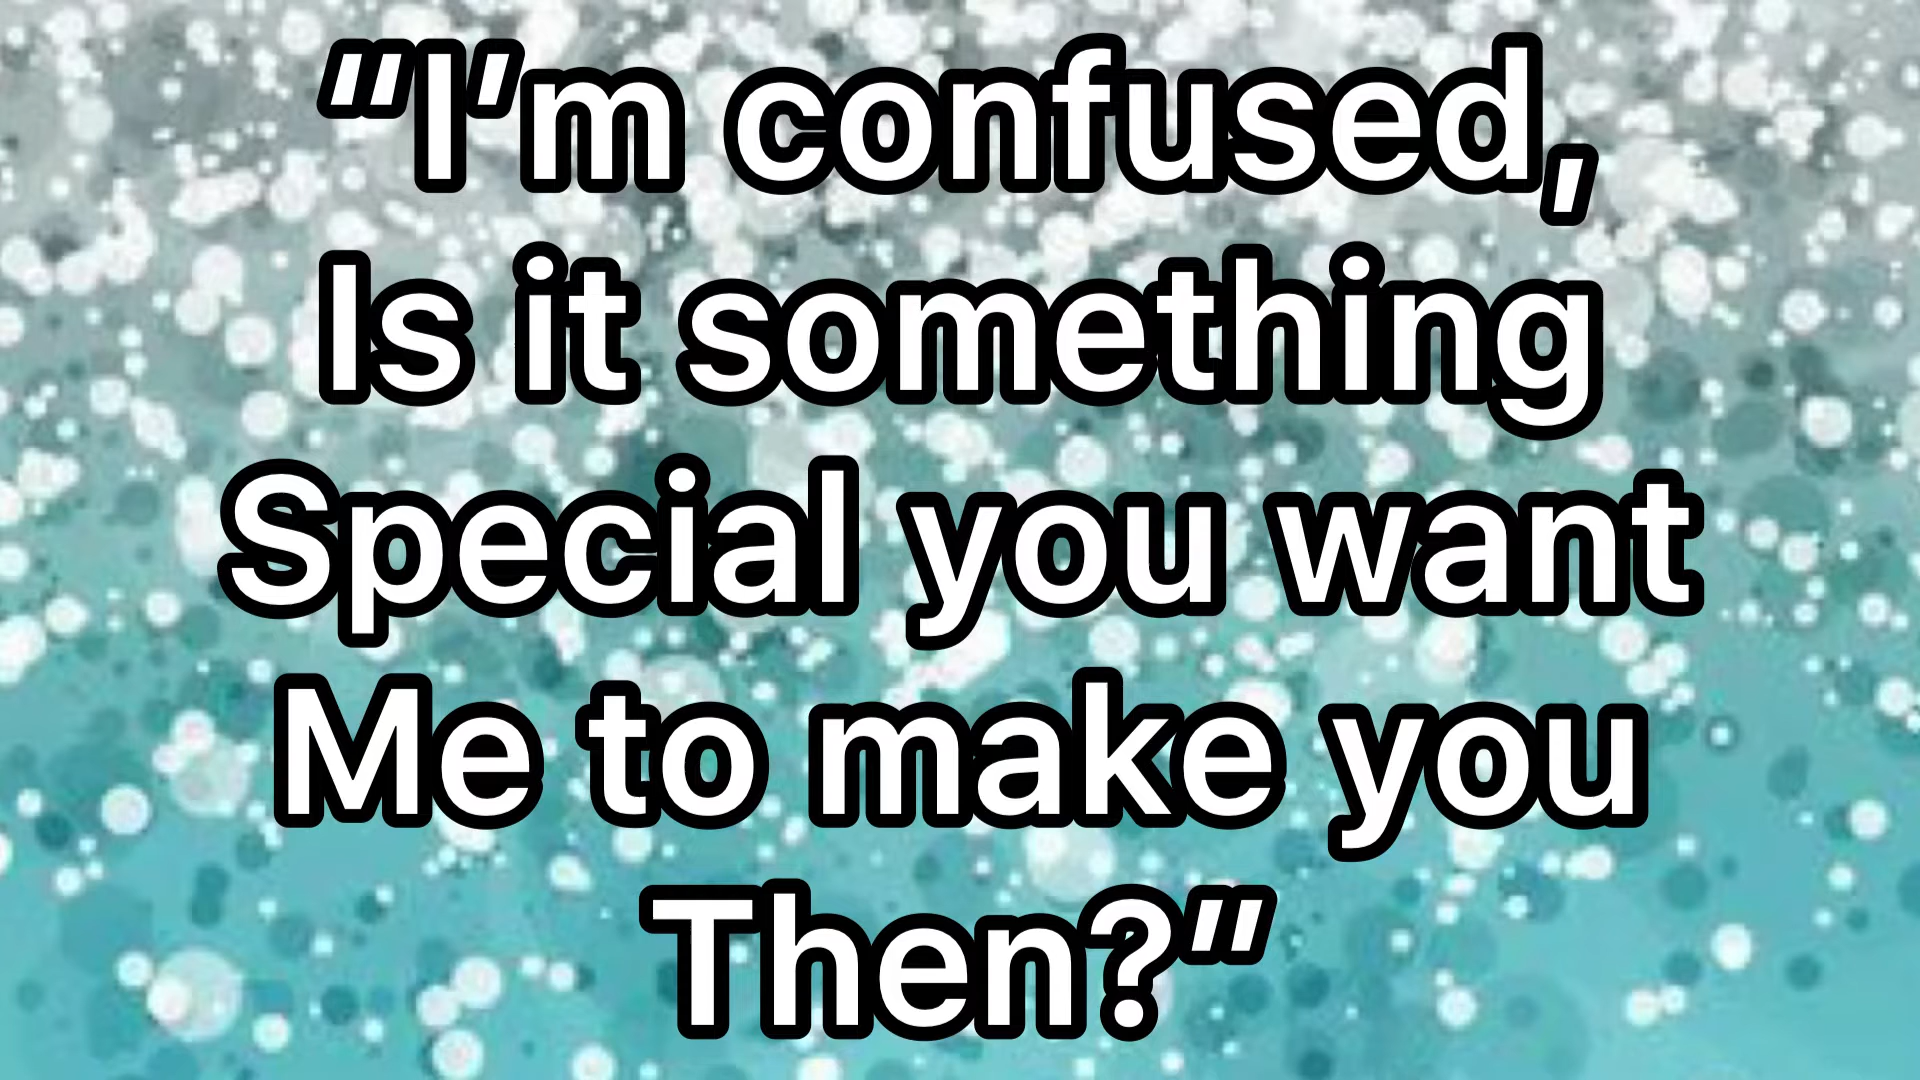 “I’m confused,
Is it something
Special you want
Me to make you
Then?”